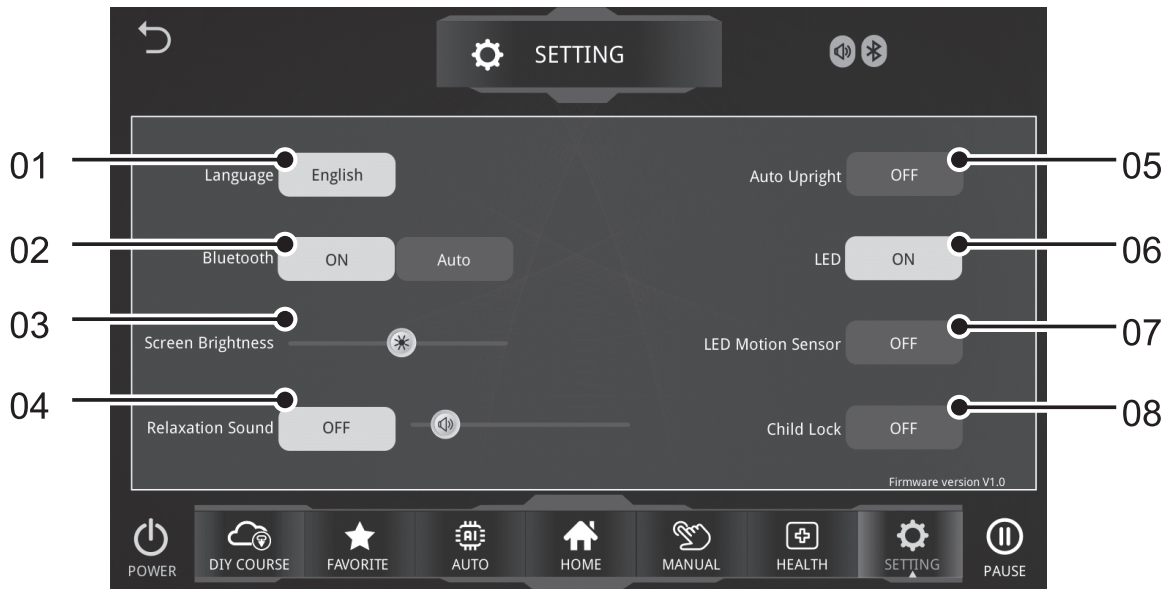 SETTING
01
Language English
Auto Upright OFF
05
02
Bluetooth ON Auto
LED ON
06
03
Screen Brightness
LED Motion Sensor OFF
07
04
Relaxation Sound OFF
Child Lock OFF
08
Firmware version V1.0
POWER
DIY COURSE
FAVORITE
AI
AUTO
HOME
MANUAL
HEALTH
SETTING
PAUSE